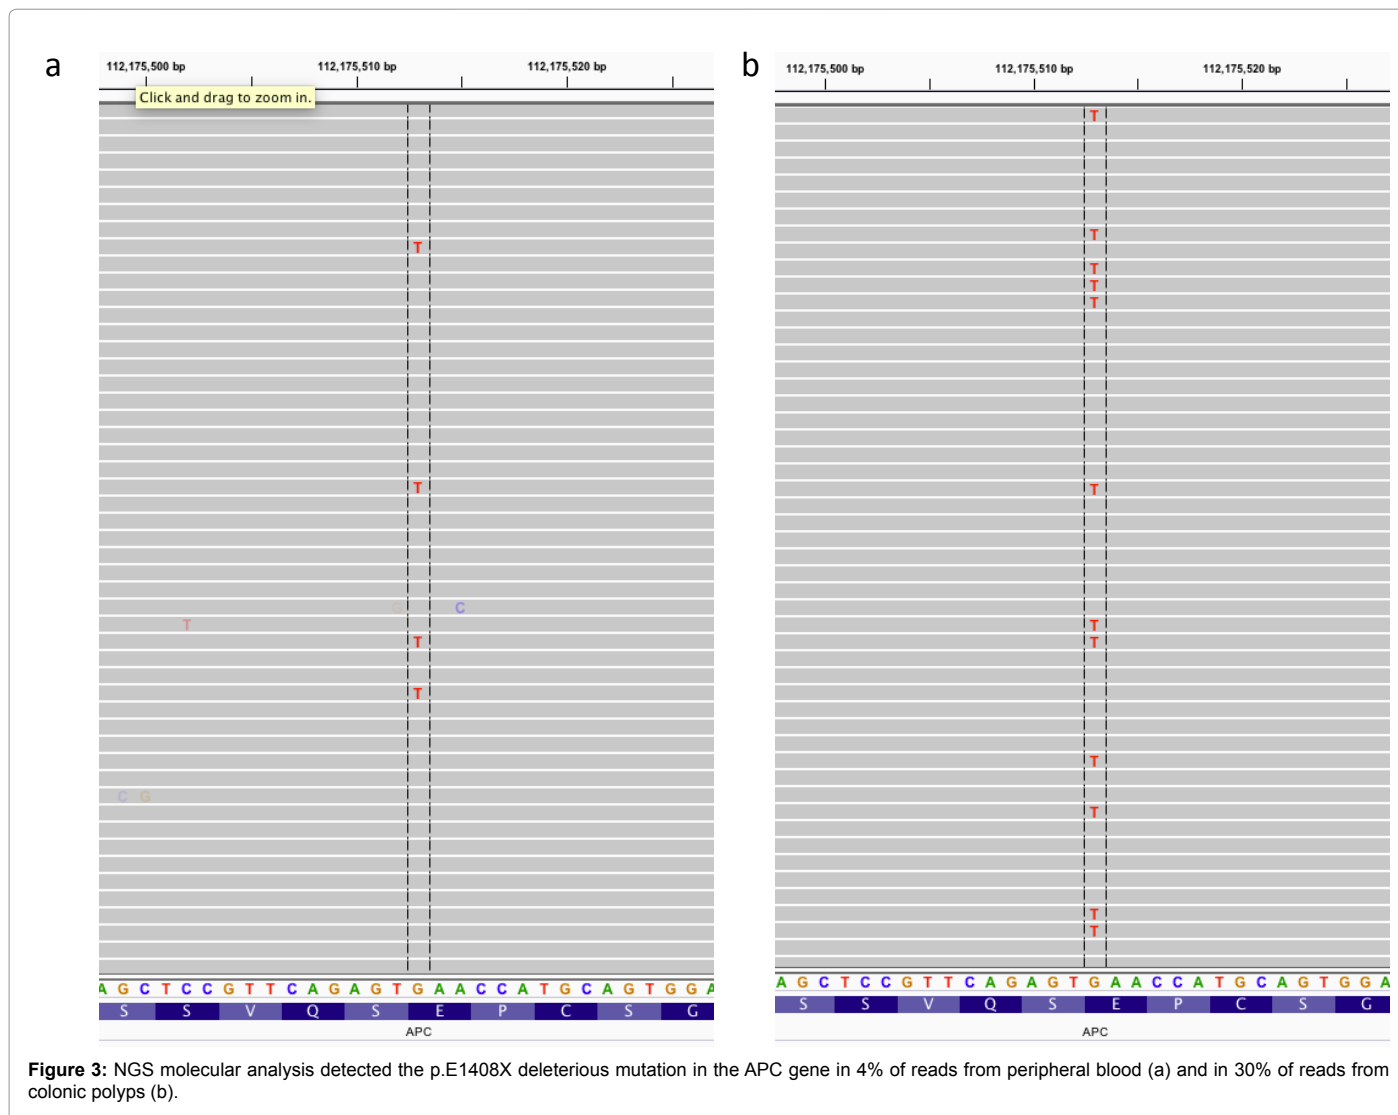 a
112,175,500 bp 112,175,510 bp 112,175,520 bp
Click and drag to zoom in.
T
T
G C
T
T
T
C G
A G C T C C G T T C A G A G T G A A C C A T G C A G T G G A
S S V Q S E P C S G
APC
b
112,175,500 bp 112,175,510 bp 112,175,520 bp
T
T
T
T
T
T
T
T
T
T
T
T
A G C T C C G T T C A G A G T G A A C C A T G C A G T G G A
S S V Q S E P C S G
APC
Figure 3: NGS molecular analysis detected the p.E1408X deleterious mutation in the APC gene in 4% of reads from peripheral blood (a) and in 30% of reads from
colonic polyps (b).